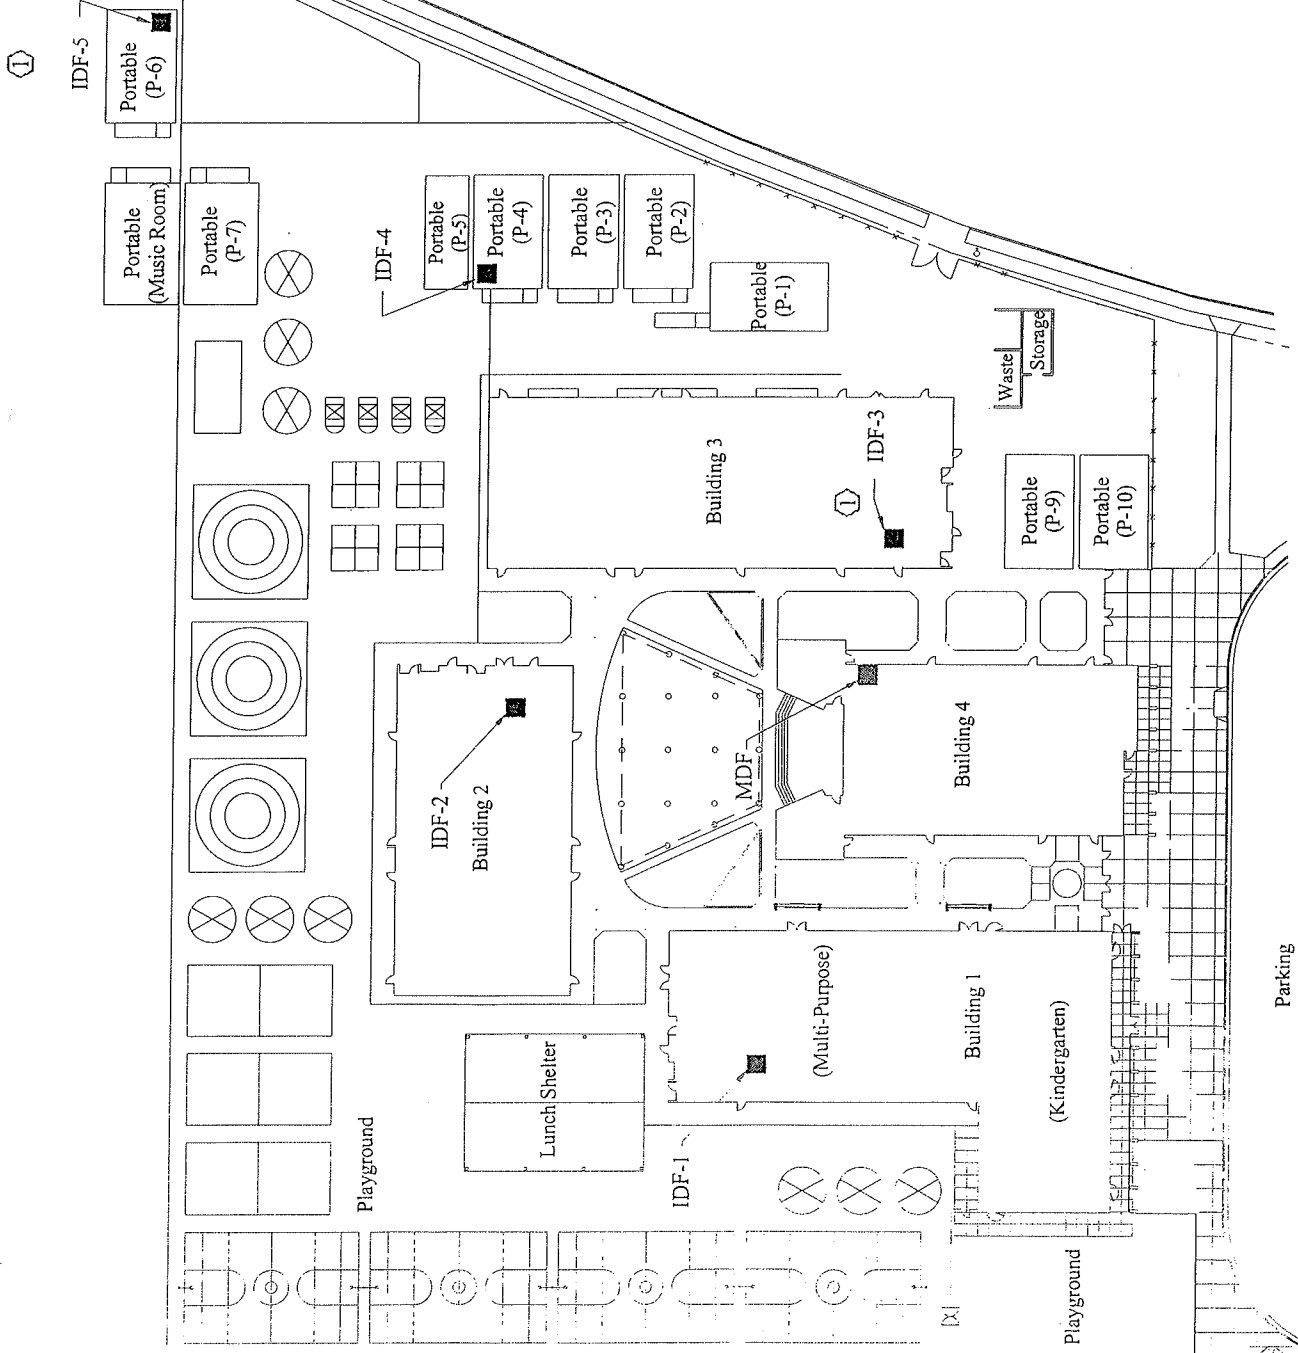 1
IDF-5
Portable
(P-6)
Portable
(Music Room)
Portable
(P-7)
IDF-4
Portable
(P-5)
Portable
(P-4)
Portable
(P-3)
Portable
(P-2)
Portable
(P-1)
Waste
Storage
Building 3
1
IDF-3
Portable
(P-9)
Portable
(P-10)
IDF-2
Building 2
MDF
Building 4
Lunch Shelter
(Multi-Purpose)
Building 1
(Kindergarten)
Parking
Playground
IDF-1
Playground